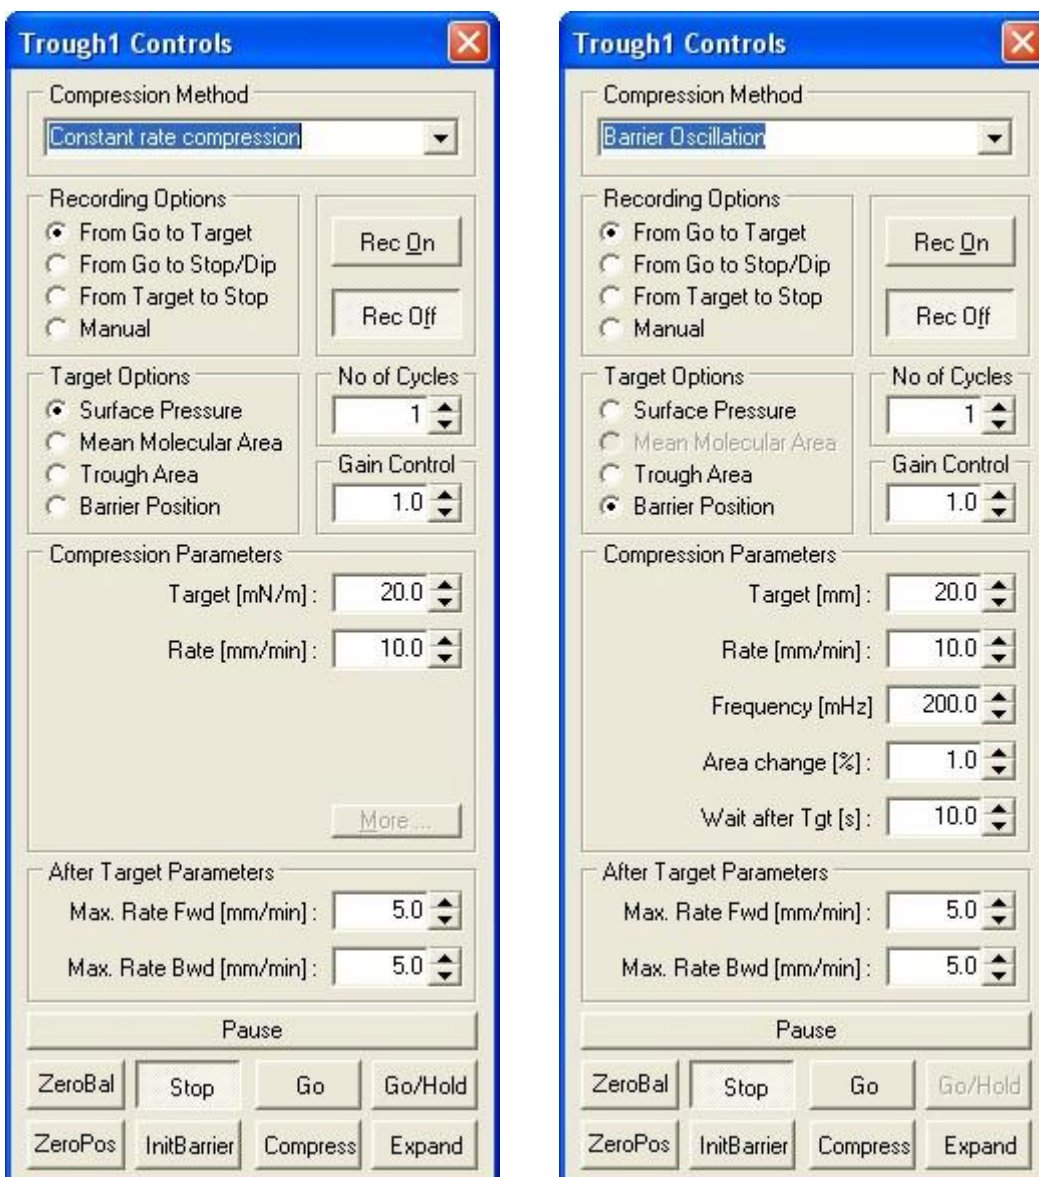 Trough1 Controls
Compression Method
Constant rate compression
Recording Options
From Go to Target
From Go to Stop/Dip
From Target to Stop
Manual
Rec On
Rec Off
Target Options
Surface Pressure
Mean Molecular Area
Trough Area
Barrier Position
No of Cycles
1
Gain Control
1.0
Compression Parameters
Target [mN/m] : 20.0
Rate [mm/min] : 10.0
More ...
After Target Parameters
Max. Rate Fwd [mm/min] : 5.0
Max. Rate Bwd [mm/min] : 5.0
Pause
ZeroBal Stop Go Go/Hold
ZeroPos InitBarrier Compress Expand
Trough1 Controls
Compression Method
Barrier Oscillation
Recording Options
From Go to Target
From Go to Stop/Dip
From Target to Stop
Manual
Rec On
Rec Off
Target Options
Surface Pressure
Mean Molecular Area
Trough Area
Barrier Position
No of Cycles
1
Gain Control
1.0
Compression Parameters
Target [mm] : 20.0
Rate [mm/min] : 10.0
Frequency [mHz] 200.0
Area change [%] : 1.0
Wait after Tgt [s] : 10.0
After Target Parameters
Max. Rate Fwd [mm/min] : 5.0
Max. Rate Bwd [mm/min] : 5.0
Pause
ZeroBal Stop Go Go/Hold
ZeroPos InitBarrier Compress Expand